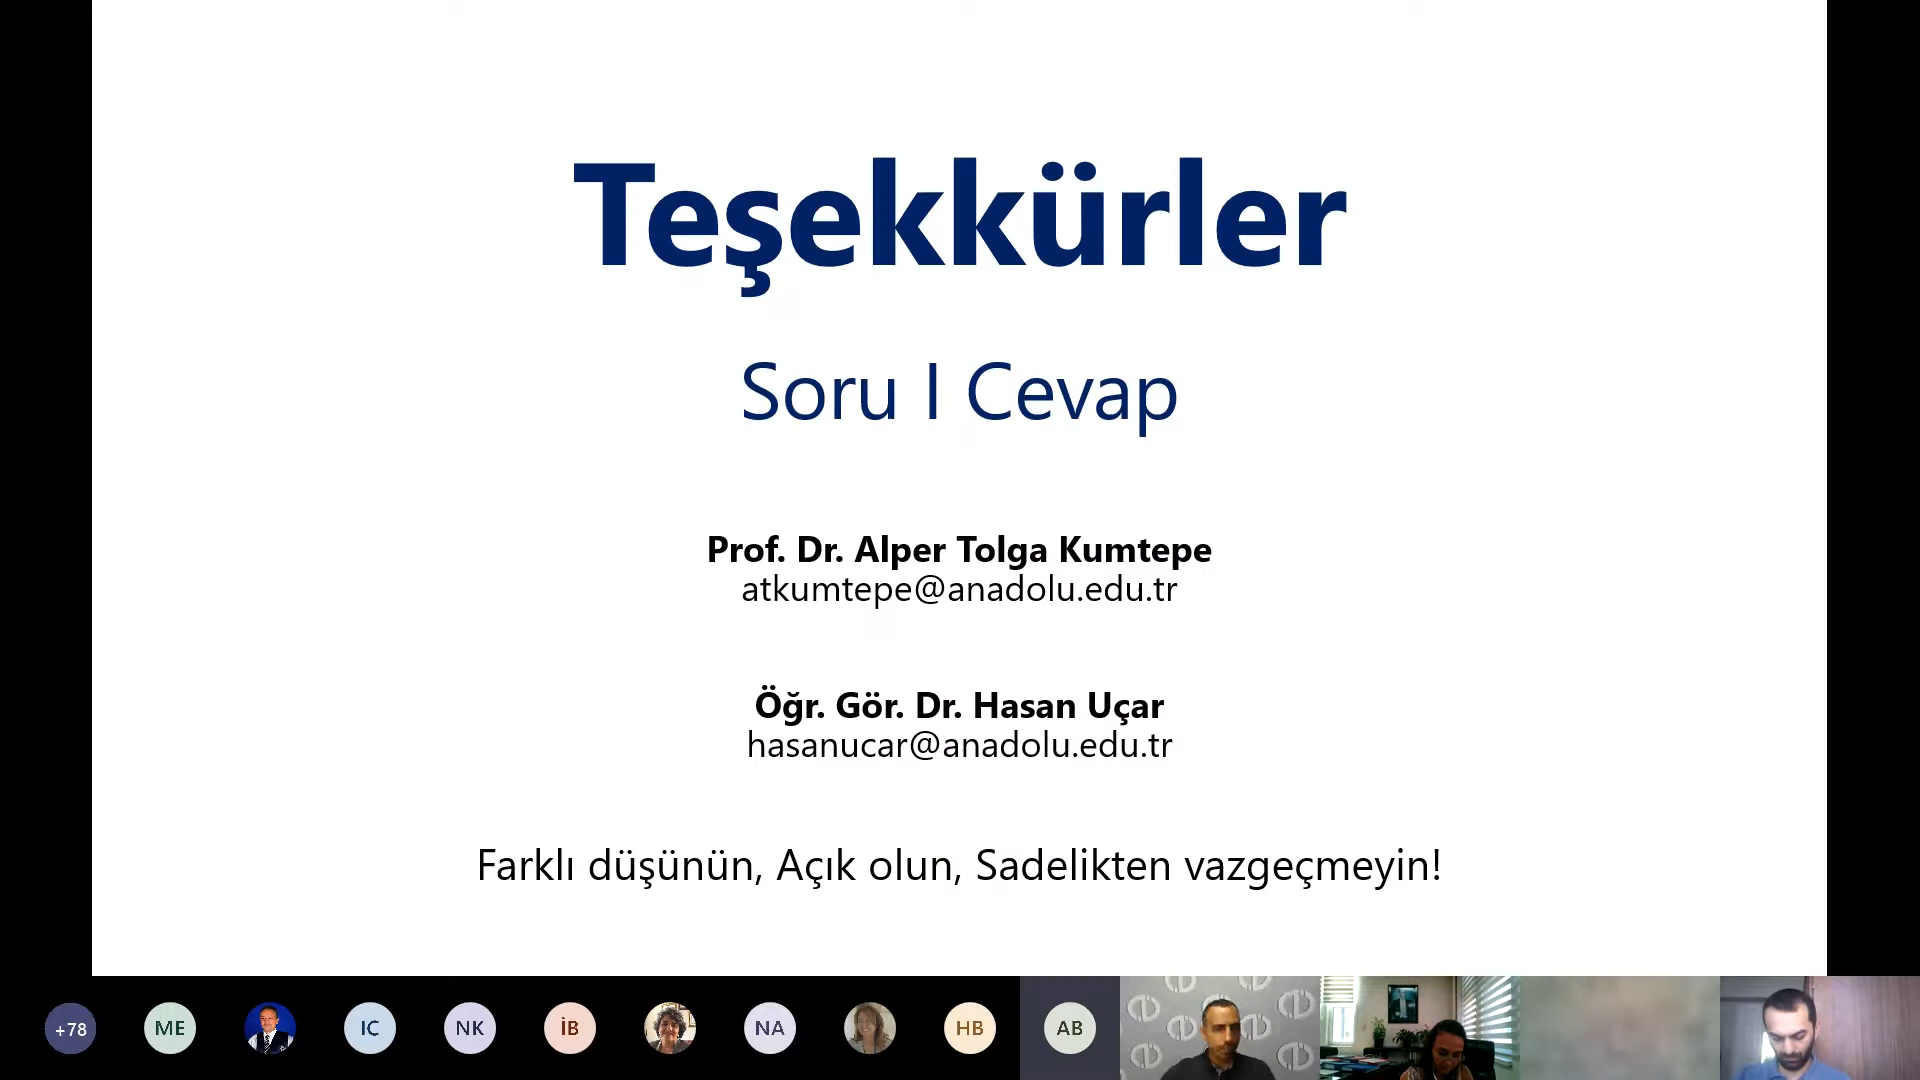 Teşekkürler
Soru I Cevap
Prof. Dr. Alper Tolga Kumtepe
atkumtepe@anadolu.edu.tr
Öğr. Gör. Dr. Hasan Uçar
hasanucar@anadolu.edu.tr
Farklı düşünün, Açık olun, Sadelikten vazgeçmeyin!
+78 ME IC NK İB NA HB AB